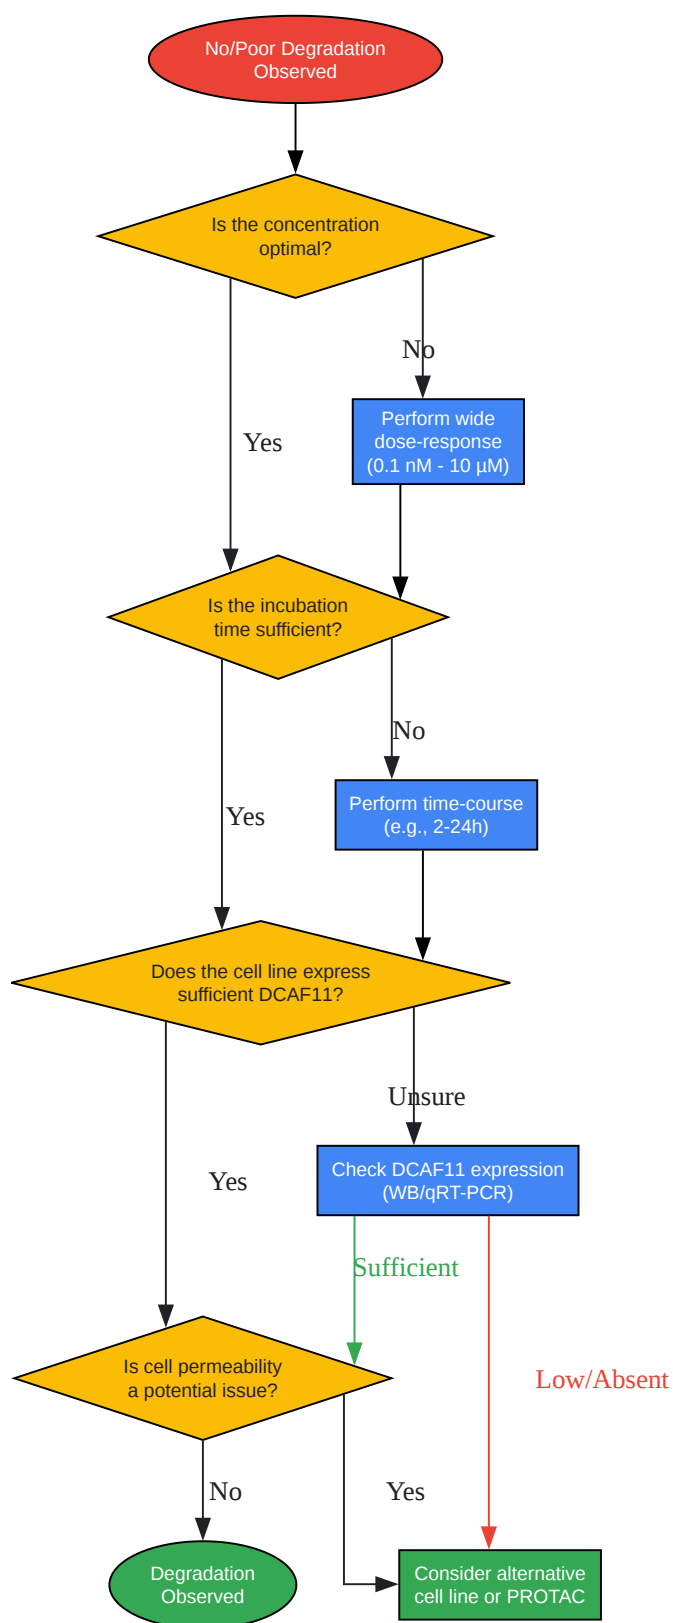 No/Poor Degradation
Observed
Is the concentration
optimal?
No
Perform wide
dose-response
(0.1 nM - 10 µM)
Yes
Is the incubation
time sufficient?
No
Perform time-course
(e.g., 2-24h)
Yes
Does the cell line express
sufficient DCAF11?
Unsure
Check DCAF11 expression
(WB/qRT-PCR)
Yes
Sufficient
Is cell permeability
a potential issue?
Low/Absent
No
Yes
Degradation
Observed
Consider alternative
cell line or PROTAC